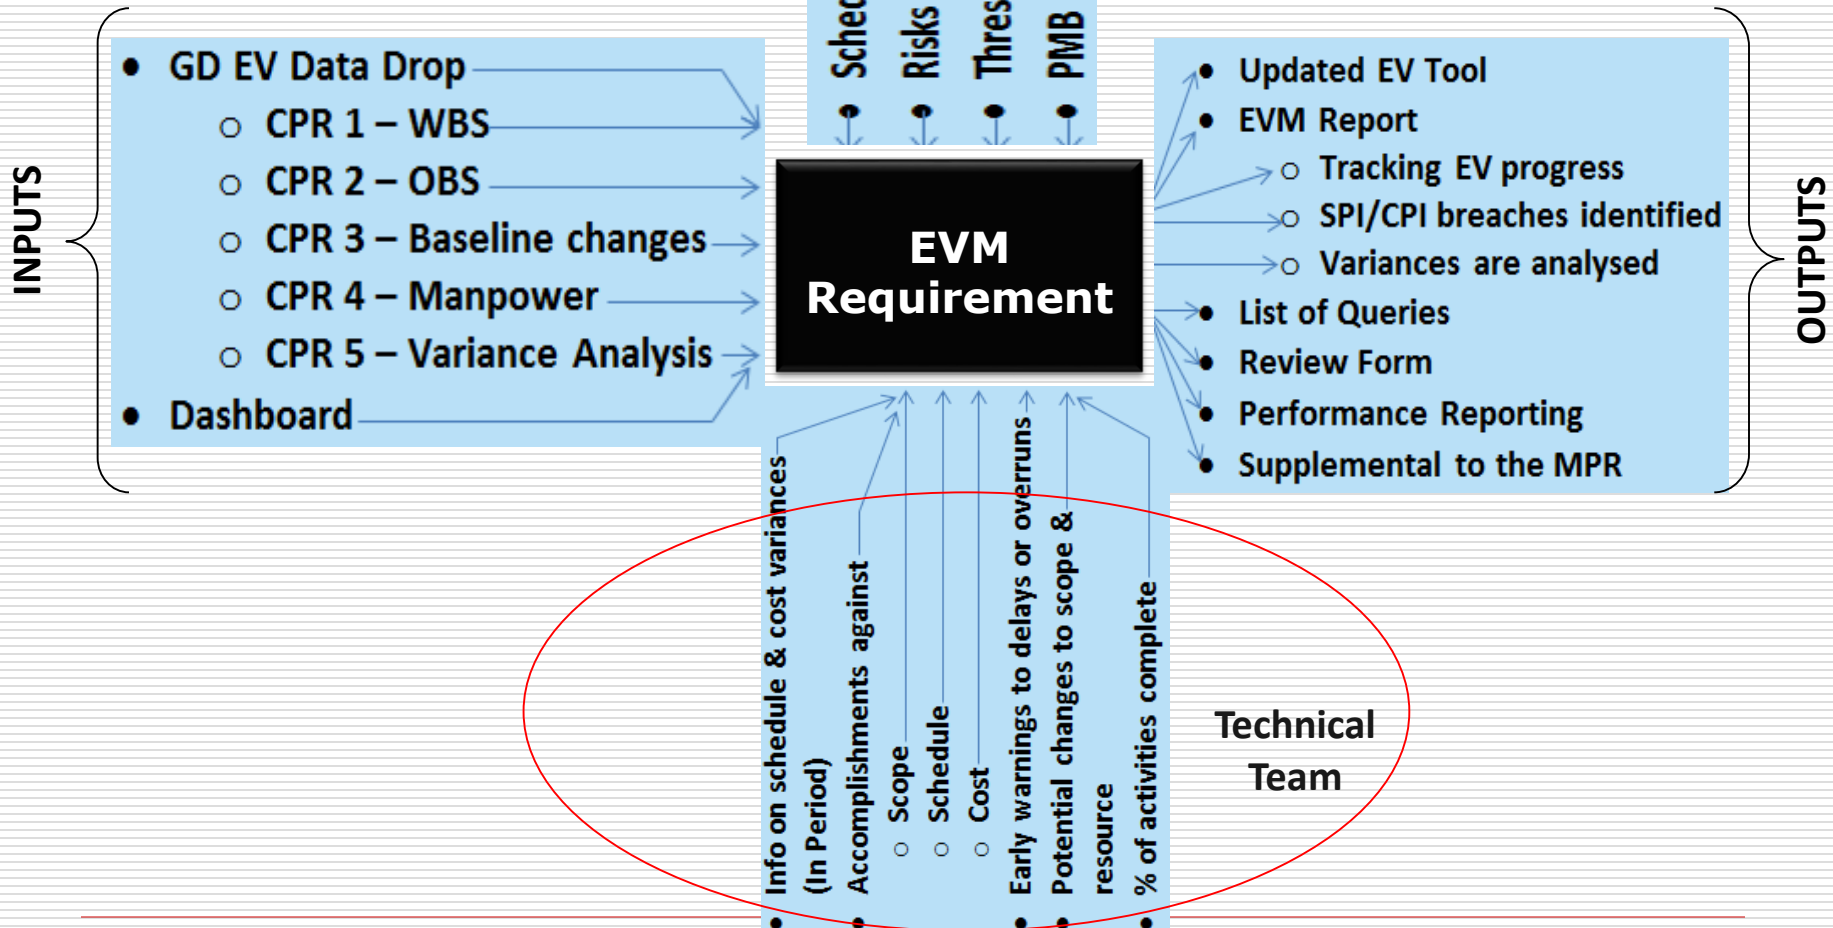 INPUTS
• GD EV Data Drop
○ CPR 1 – WBS
○ CPR 2 – OBS
○ CPR 3 – Baseline changes
○ CPR 4 – Manpower
○ CPR 5 – Variance Analysis
• Dashboard
• Risks
• PMB
EVM
Requirement
• Updated EV Tool
• EVM Report
○ Tracking EV progress
○ SPI/CPI breaches identified
○ Variances are analysed
• List of Queries
• Review Form
• Performance Reporting
• Supplemental to the MPR
OUTPUTS
• Info on schedule & cost variances
(In Period)
• Accomplishments against
○ Scope
○ Schedule
○ Cost
• Early warnings to delays or overruns
• Potential changes to scope &
resource
• % of activities complete
Technical
Team